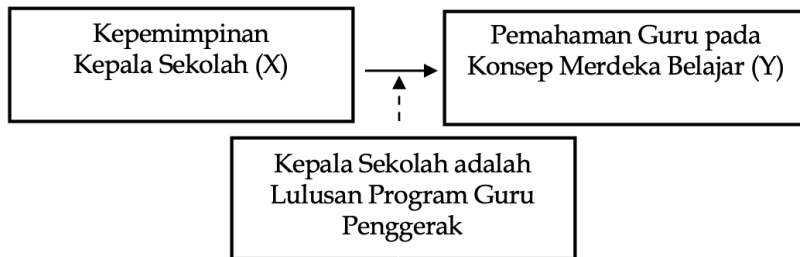 Kepemimpinan
Kepala Sekolah (X)
Pemahaman Guru pada
Konsep Merdeka Belajar (Y)
Kepala Sekolah adalah
Lulusan Program Guru
Penggerak